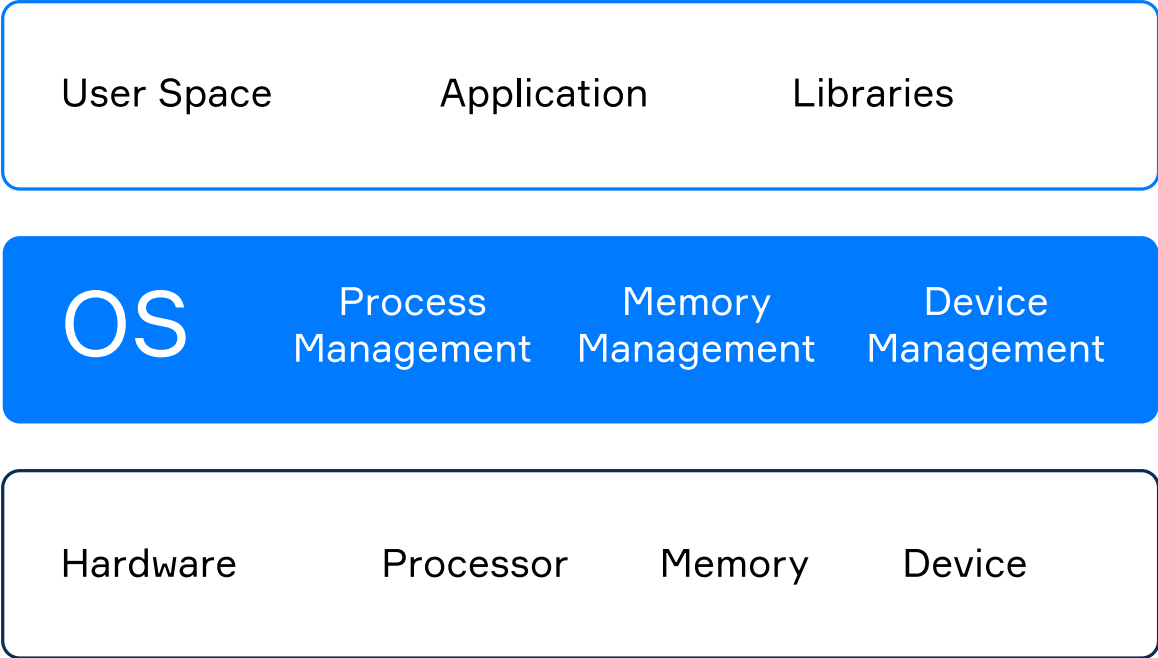 User Space Application Libraries
OS Process Management Memory Management Device Management
Hardware Processor Memory Device